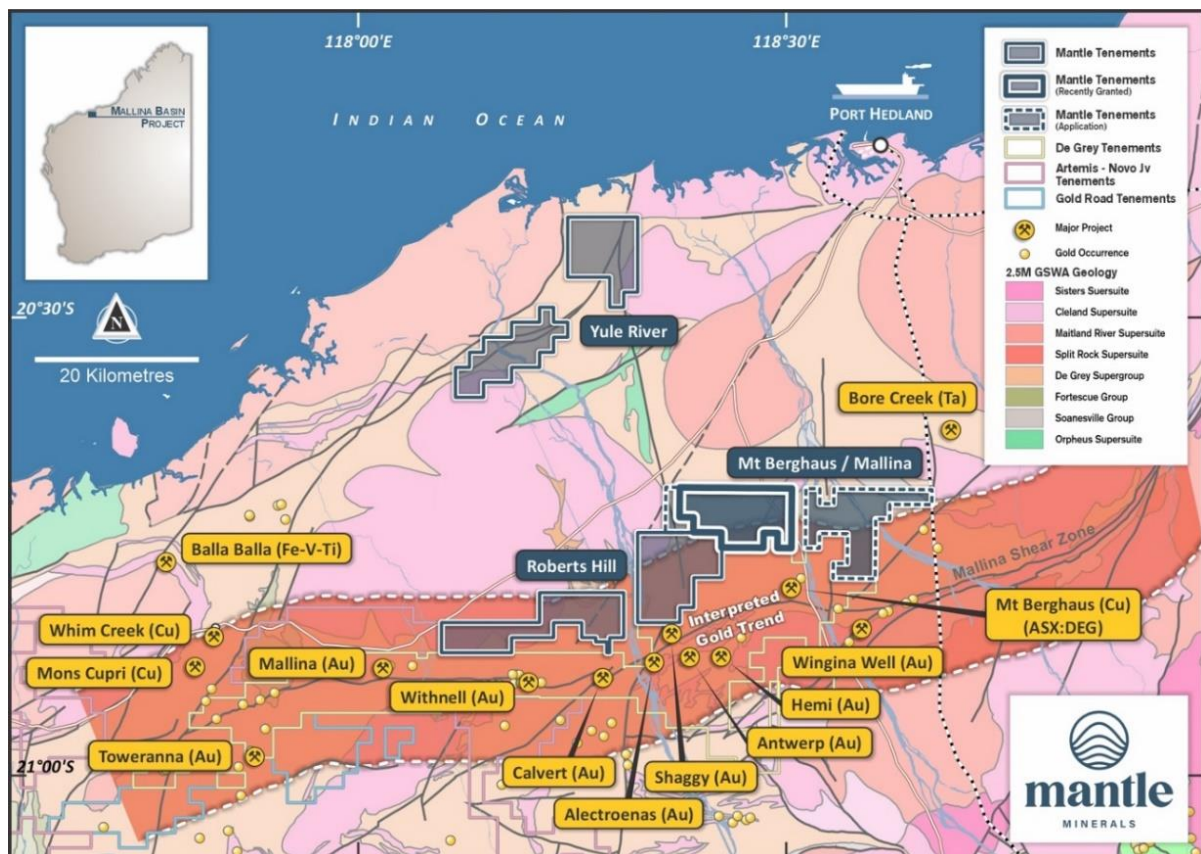 118°00'E
118°30'E
MALLINA BASIN
PROJECT
INDIAN OCEAN
PORT HEDLAND
20°30'S
N
20 Kilometres
Yule River
Bore Creek (Ta)
Mt Berghaus / Mallina
Balla Balla (Fe-V-Ti)
Roberts Hill
Mallina Shear Zone
Whim Creek (Cu)
Mons Cupri (Cu)
Mallina (Au)
Withnell (Au)
Interpreted
Gold Trend
Mt Berghaus (Cu)
(ASX:DEG)
Wingina Well (Au)
Hemi (Au)
Antwerp (Au)
Toweranna (Au)
Calvert (Au)
Shaggy (Au)
Alectroenas (Au)
21°00'S
Mantle Tenements
Mantle Tenements
(Recently Granted)
Mantle Tenements
(Application)
De Grey Tenements
Artemis - Novo Jv
Tenements
Gold Road Tenements
Major Project
Gold Occurrence
2.5M GSWA Geology
Sisters Suersuite
Cleland Supersuite
Maitland River Supersuite
Split Rock Supersuite
De Grey Supergroup
Fortescue Group
Soanesville Group
Orpheus Supersuite
mantle
MINERALS